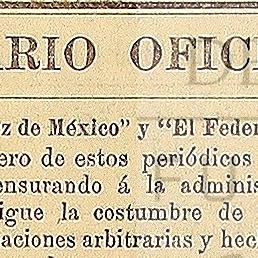 ARIO OFIC
z de México" y "El Feder
ero de estos periódicos
ensurando á la adminis
igue la costumbre de
aciones arbitrarias y hec